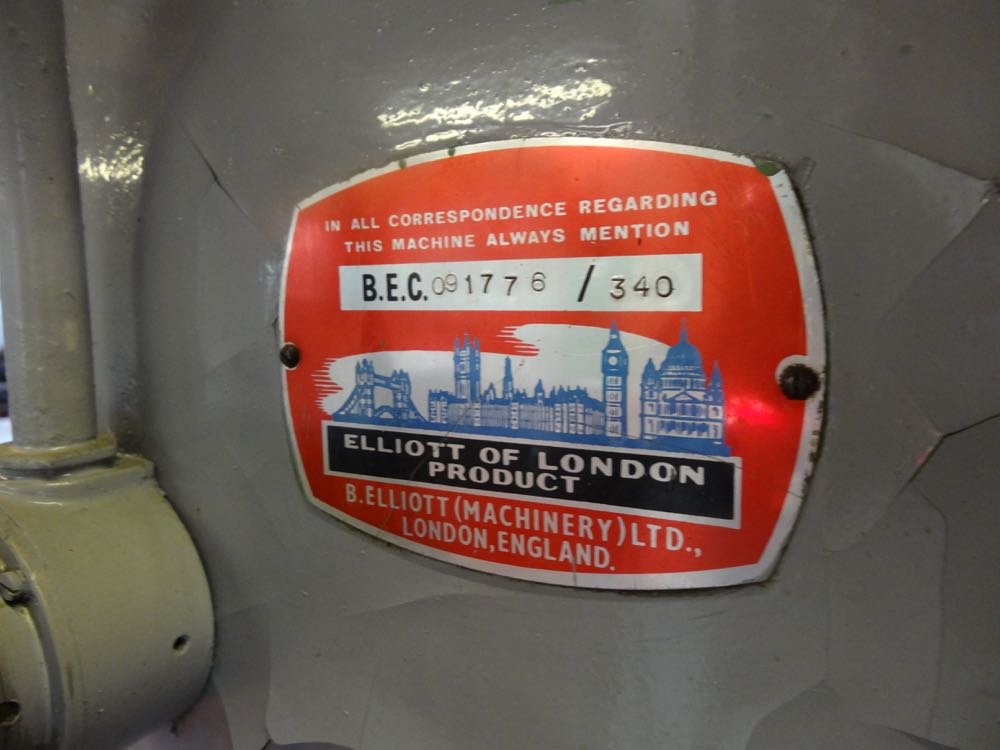 IN ALL CORRESPONDENCE REGARDING
THIS MACHINE ALWAYS MENTION
B.E.C. 091776 / 340
ELLIOTT OF LONDON
PRODUCT
B.ELLIOTT (MACHINERY) LTD.,
LONDON, ENGLAND.